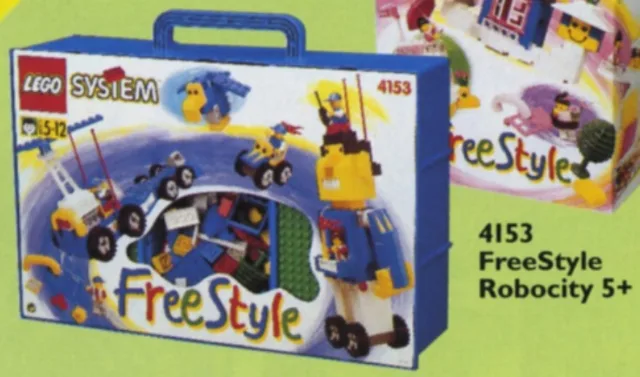 LEGO SYSTEM
4153
5-12
FreeStyle
reeStyle
4153
FreeStyle
Robocity 5+